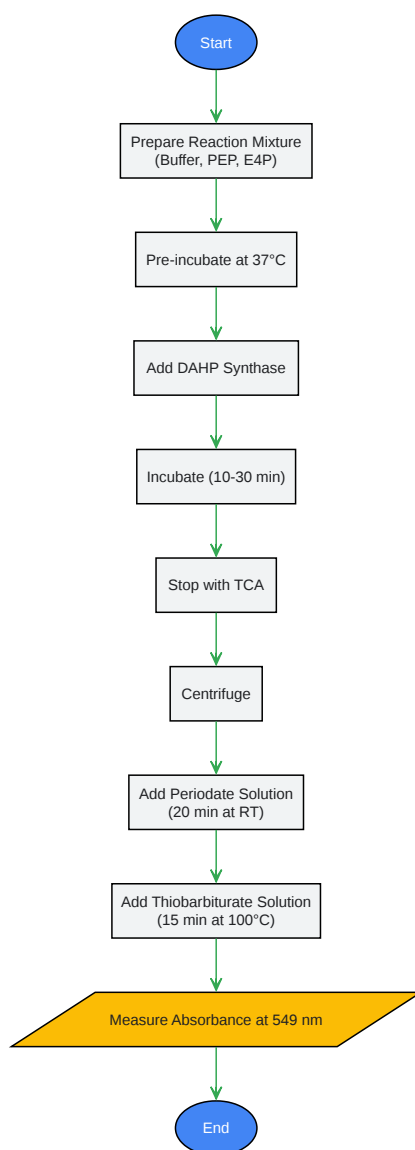 Start
Prepare Reaction Mixture
(Buffer, PEP, E4P)
Pre-incubate at 37°C
Add DAHP Synthase
Incubate (10-30 min)
Stop with TCA
Centrifuge
Add Periodate Solution
(20 min at RT)
Add Thiobarbiturate Solution
(15 min at 100°C)
Measure Absorbance at 549 nm
End